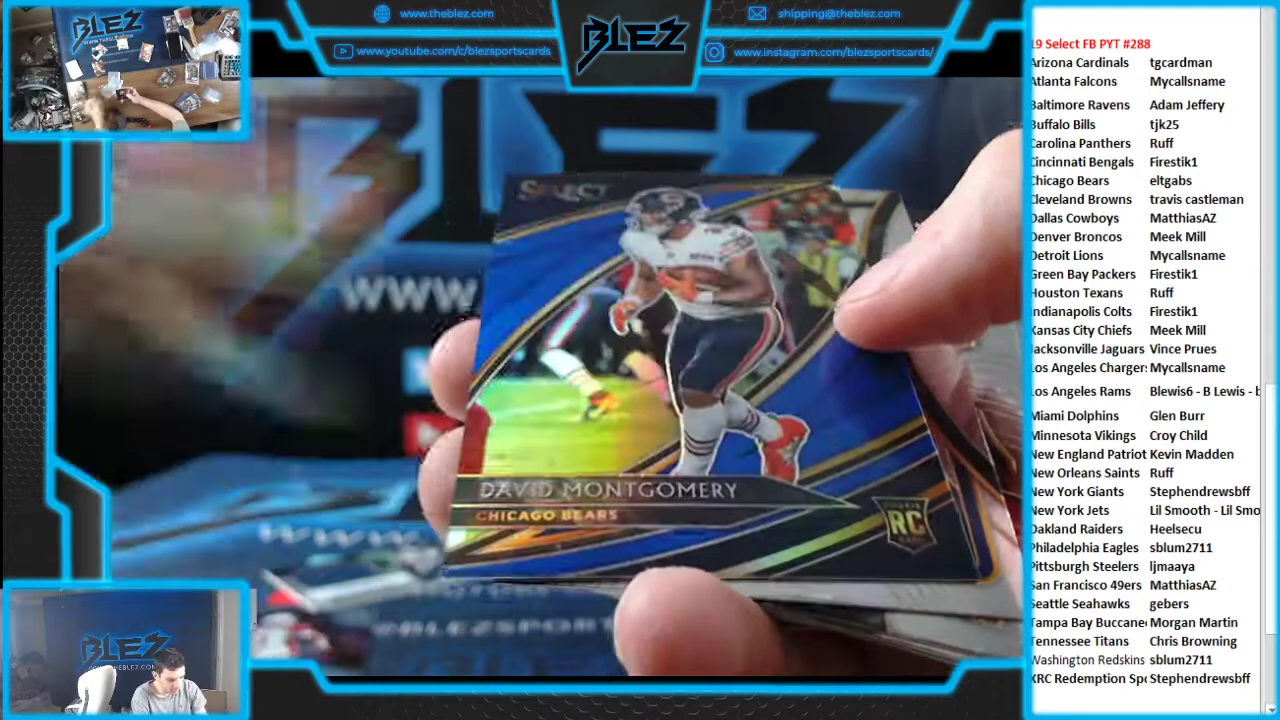 www.theblez.com
shipping@theblez.com
www.youtube.com/c/blezsportscards
www.instagram.com/blezsportscards/
BLEZ
BLEZ
WWW
SELECT
DAVID MONTGOMERY
CHICAGO BEARS
RC
BLEZ
19 Select FB PYT #288
Arizona Cardinals tgcardman
Atlanta Falcons Mycallsname
Baltimore Ravens Adam Jeffery
Buffalo Bills tjk25
Carolina Panthers Ruff
Cincinnati Bengals Firestik1
Chicago Bears eltgabs
Cleveland Browns travis castleman
Dallas Cowboys MatthiasAZ
Denver Broncos Meek Mill
Detroit Lions Mycallsname
Green Bay Packers Firestik1
Houston Texans Ruff
Indianapolis Colts Firestik1
Kansas City Chiefs Meek Mill
Jacksonville Jaguars Vince Prues
Los Angeles Charger Mycallsname
Los Angeles Rams Blewis6 - B Lewis - b
Miami Dolphins Glen Burr
Minnesota Vikings Croy Child
New England Patriot Kevin Madden
New Orleans Saints Ruff
New York Giants Stephendrewsbff
New York Jets Lil Smooth - Lil Smo
Oakland Raiders Heelsecu
Philadelphia Eagles sblum2711
Pittsburgh Steelers ljmaaya
San Francisco 49ers MatthiasAZ
Seattle Seahawks gebers
Tampa Bay Buccane Morgan Martin
Tennessee Titans Chris Browning
Washington Redskins sblum2711
XRC Redemption Sp Stephendrewsbff